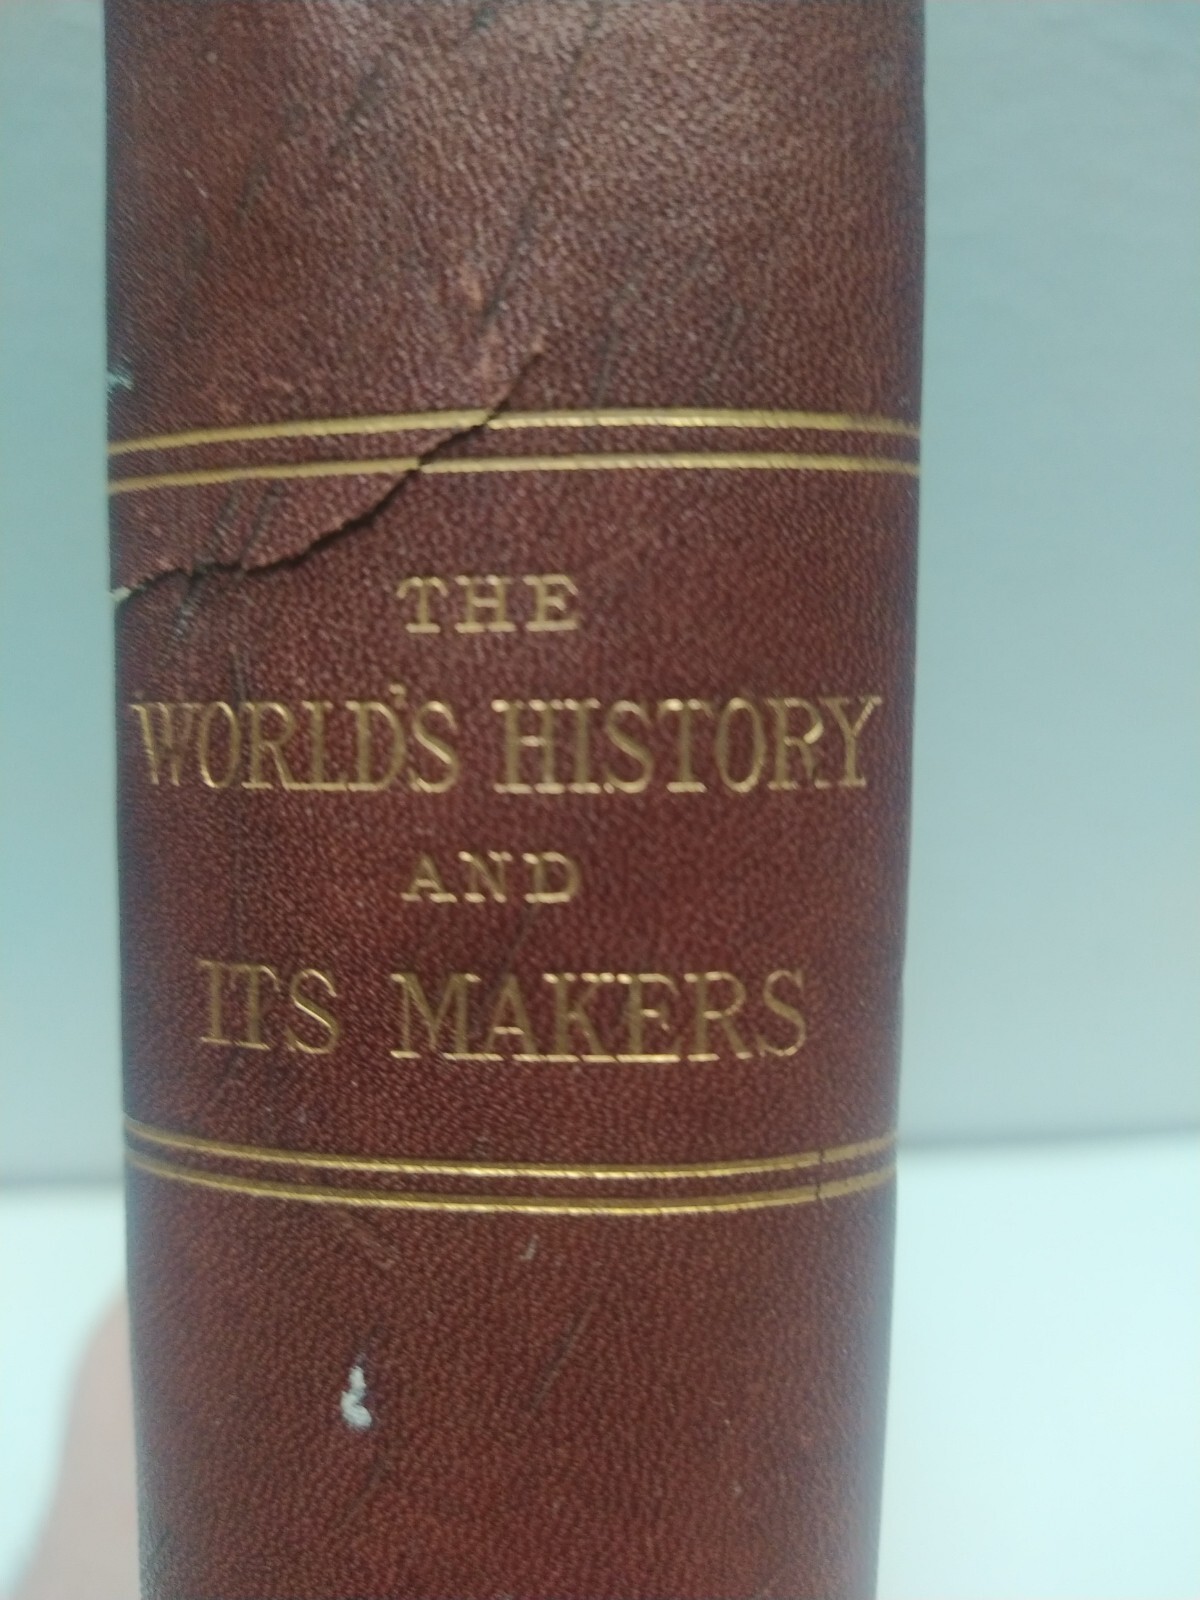 THE
WORLD'S HISTORY
AND
ITS MAKERS